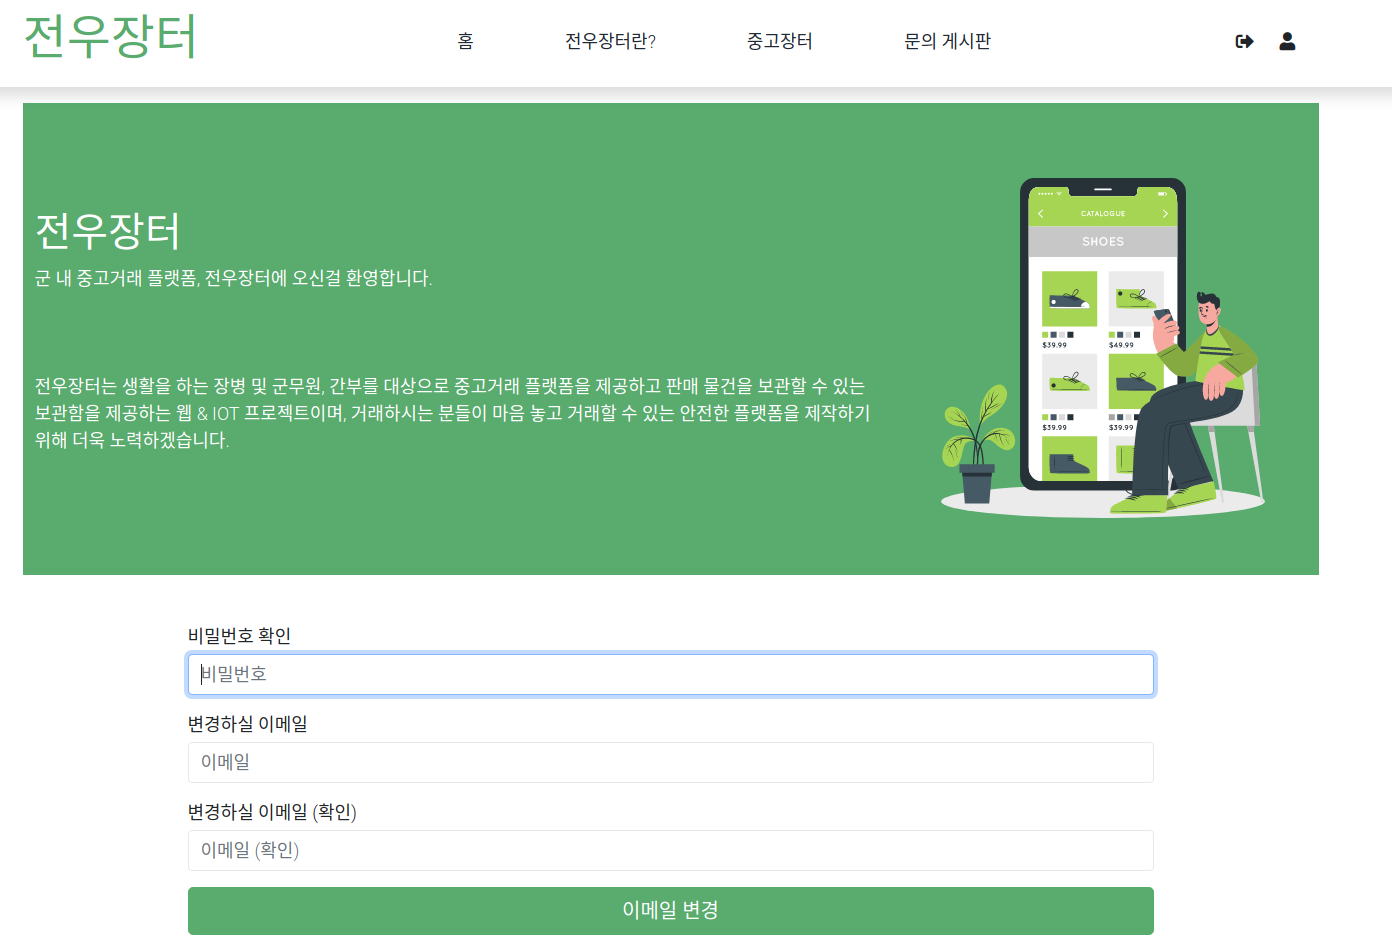 전우장터
홈
전우장터란?
중고장터
문의 게시판
전우장터
군 내 중고거래 플랫폼, 전우장터에 오신걸 환영합니다.
전우장터는 생활을 하는 장병 및 군무원, 간부를 대상으로 중고거래 플랫폼을 제공하고 판매 물건을 보관할 수 있는
보관함을 제공하는 웹 & IOT 프로젝트이며, 거래하시는 분들이 마음 놓고 거래할 수 있는 안전한 플랫폼을 제작하기
위해 더욱 노력하겠습니다.
CATALOGUE
SHOES
$39.99
$49.99
$39.99
$39.99
비밀번호 확인
비밀번호
변경하실 이메일
이메일
변경하실 이메일 (확인)
이메일 (확인)
이메일 변경